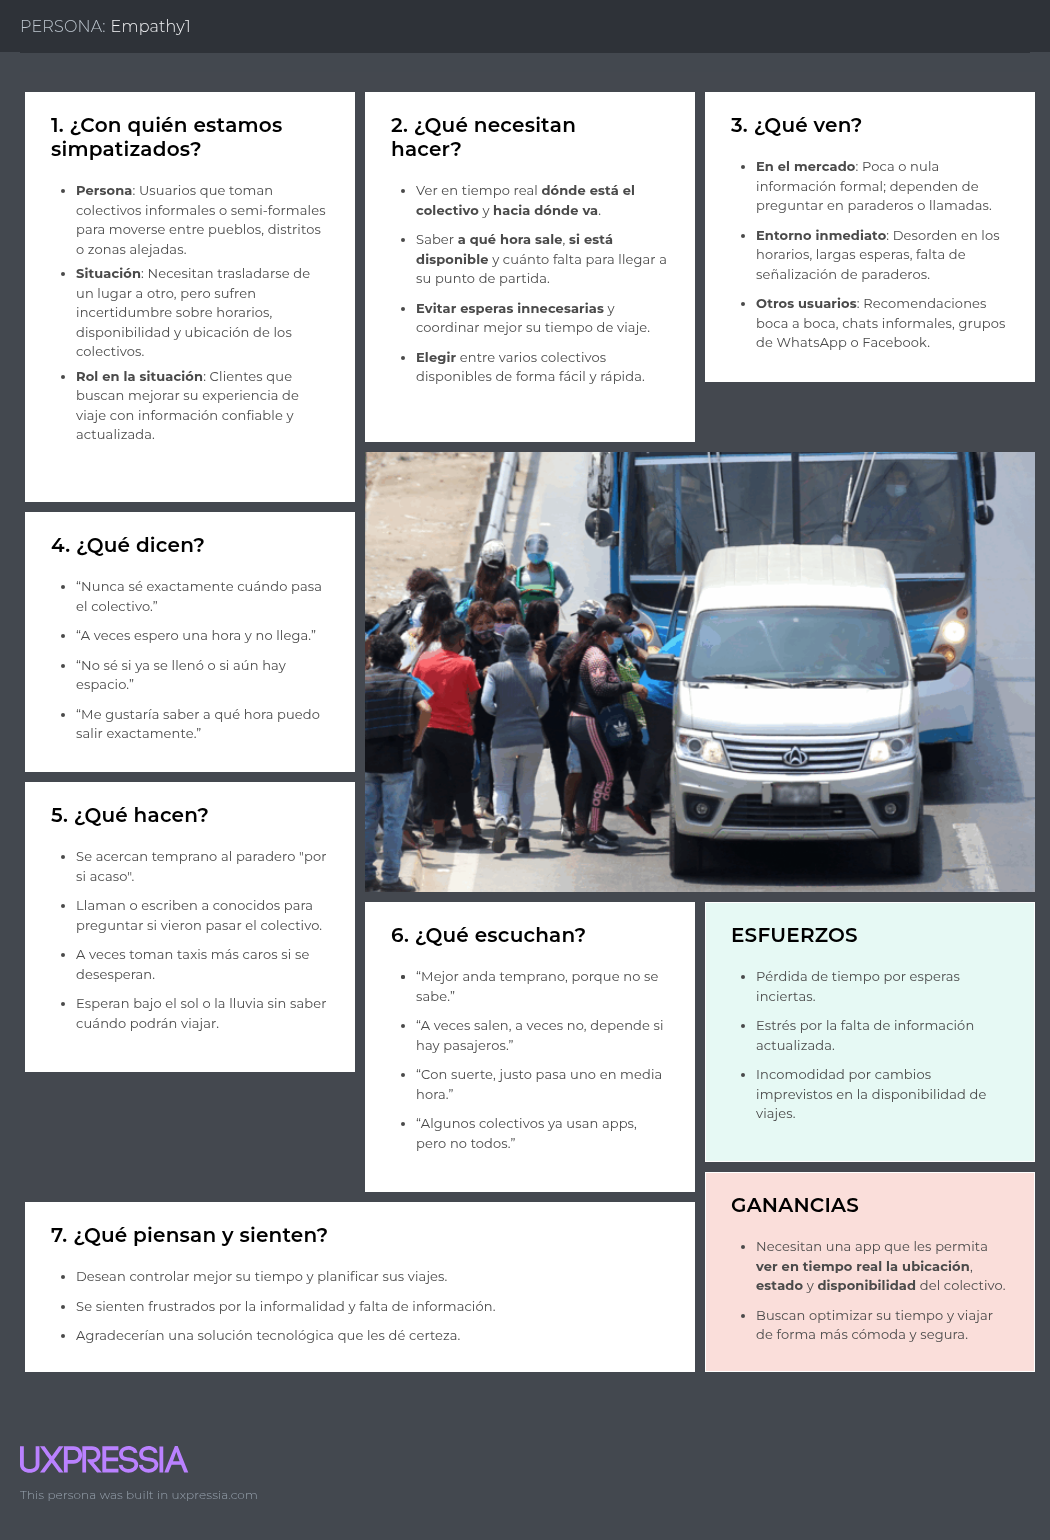 PERSONA: Empathy1
1. ¿Con quién estamos
simpatizados?
• Persona: Usuarios que toman
colectivos informales o semi-formales
para moverse entre pueblos, distritos
o zonas alejadas.
• Situación: Necesitan trasladarse de
un lugar a otro, pero sufren
incertidumbre sobre horarios,
disponibilidad y ubicación de los
colectivos.
• Rol en la situación: Clientes que
buscan mejorar su experiencia de
viaje con información confiable y
actualizada.
2. ¿Qué necesitan
hacer?
• Ver en tiempo real dónde está el
colectivo y hacia dónde va.
• Saber a qué hora sale, si está
disponible y cuánto falta para llegar a
su punto de partida.
• Evitar esperas innecesarias y
coordinar mejor su tiempo de viaje.
• Elegir entre varios colectivos
disponibles de forma fácil y rápida.
3. ¿Qué ven?
• En el mercado: Poca o nula
información formal; dependen de
preguntar en paraderos o llamadas.
• Entorno inmediato: Desorden en los
horarios, largas esperas, falta de
señalización de paraderos.
• Otros usuarios: Recomendaciones
boca a boca, chats informales, grupos
de WhatsApp o Facebook.
4. ¿Qué dicen?
• “Nunca sé exactamente cuándo pasa
el colectivo.”
• “A veces espero una hora y no llega.”
• “No sé si ya se llenó o si aún hay
espacio.”
• “Me gustaría saber a qué hora puedo
salir exactamente.”
5. ¿Qué hacen?
• Se acercan temprano al paradero "por
si acaso".
• Llaman o escriben a conocidos para
preguntar si vieron pasar el colectivo.
• A veces toman taxis más caros si se
desesperan.
• Esperan bajo el sol o la lluvia sin saber
cuándo podrán viajar.
6. ¿Qué escuchan?
• “Mejor anda temprano, porque no se
sabe.”
• “A veces salen, a veces no, depende si
hay pasajeros.”
• “Con suerte, justo pasa uno en media
hora.”
• “Algunos colectivos ya usan apps,
pero no todos.”
ESFUERZOS
• Pérdida de tiempo por esperas
inciertas.
• Estrés por la falta de información
actualizada.
• Incomodidad por cambios
imprevistos en la disponibilidad de
viajes.
7. ¿Qué piensan y sienten?
• Desean controlar mejor su tiempo y planificar sus viajes.
• Se sienten frustrados por la informalidad y falta de información.
• Agradecerían una solución tecnológica que les dé certeza.
GANANCIAS
• Necesitan una app que les permita
ver en tiempo real la ubicación,
estado y disponibilidad del colectivo.
• Buscan optimizar su tiempo y viajar
de forma más cómoda y segura.
UXPRESSIA
This persona was built in uxpressia.com